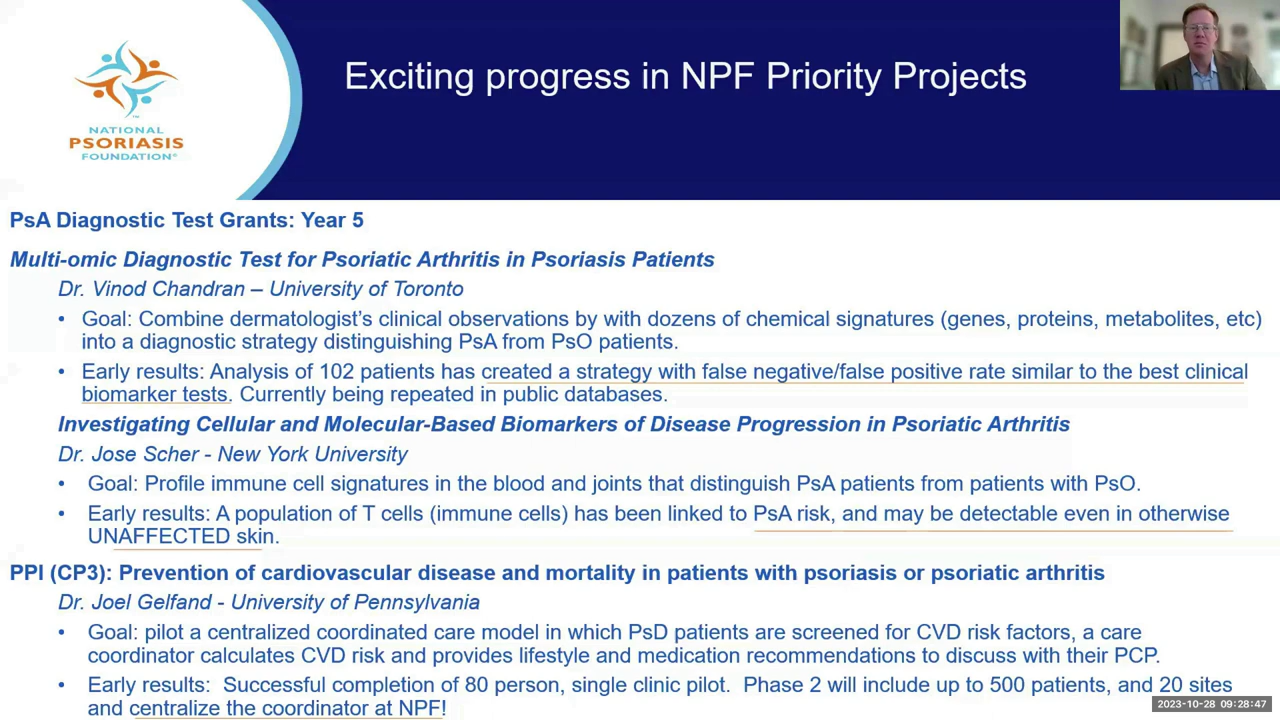 Exciting progress in NPF Priority Projects
NATIONAL
PSORIASIS
FOUNDATION®
PsA Diagnostic Test Grants: Year 5
Multi-omic Diagnostic Test for Psoriatic Arthritis in Psoriasis Patients
Dr. Vinod Chandran – University of Toronto
• Goal: Combine dermatologist’s clinical observations by with dozens of chemical signatures (genes, proteins, metabolites, etc)
into a diagnostic strategy distinguishing PsA from PsO patients.
• Early results: Analysis of 102 patients has created a strategy with false negative/false positive rate similar to the best clinical
biomarker tests. Currently being repeated in public databases.
Investigating Cellular and Molecular-Based Biomarkers of Disease Progression in Psoriatic Arthritis
Dr. Jose Scher - New York University
• Goal: Profile immune cell signatures in the blood and joints that distinguish PsA patients from patients with PsO.
• Early results: A population of T cells (immune cells) has been linked to PsA risk, and may be detectable even in otherwise
UNAFFECTED skin.
PPI (CP3): Prevention of cardiovascular disease and mortality in patients with psoriasis or psoriatic arthritis
Dr. Joel Gelfand - University of Pennsylvania
• Goal: pilot a centralized coordinated care model in which PsD patients are screened for CVD risk factors, a care
coordinator calculates CVD risk and provides lifestyle and medication recommendations to discuss with their PCP.
• Early results: Successful completion of 80 person, single clinic pilot. Phase 2 will include up to 500 patients, and 20 sites
and centralize the coordinator at NPF!
2023-10-28 09:28:47